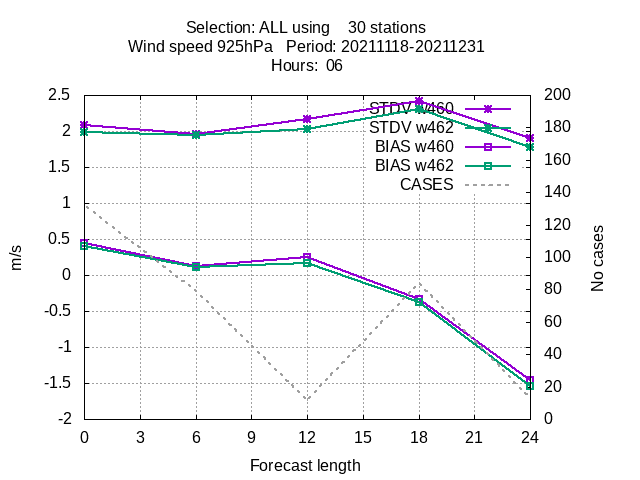 Selection: ALL using    30 stations
Wind speed 925hPa   Period: 20211118-20211231
Hours:  06
2.5
2
1.5
1
0.5
0
-0.5
-1
-1.5
-2
m/s
STDV w460
STDV w462
BIAS w460
BIAS w462
CASES
200
180
160
140
120
100
80
60
40
20
0
No cases
0 3 6 9 12 15 18 21 24
Forecast length